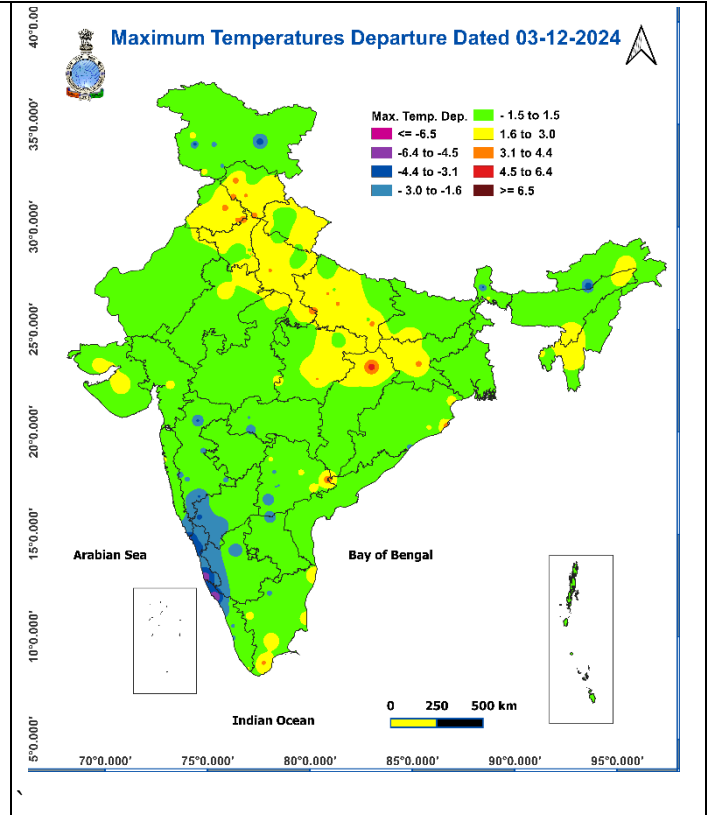 Maximum Temperatures Departure Dated 03-12-2024
Max. Temp. Dep.
<= -6.5
-6.4 to -4.5
-4.4 to -3.1
- 3.0 to -1.6
- 1.5 to 1.5
1.6 to 3.0
3.1 to 4.4
4.5 to 6.4
>= 6.5
40°0.0
35°0.000'
30°0.000'
25°0.000'
20°0.000'
15°0.000'
10°0.000'
5°0.000'
Arabian Sea
Bay of Bengal
Indian Ocean
0 250 500 km
70°0.000' 75°0.000' 80°0.000' 85°0.000' 90°0.000' 95°0.000'
`